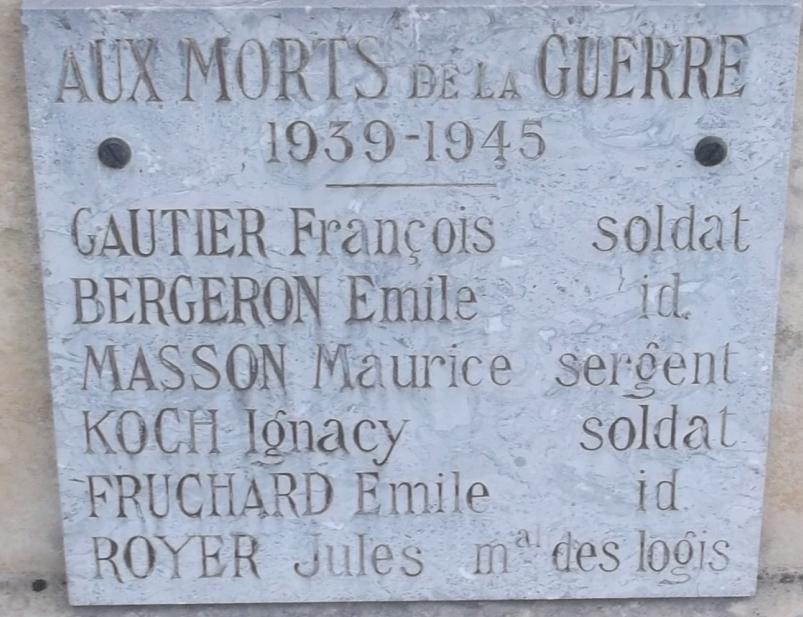 AUX MORTS DE LA GUERRE
1939-1945
GAUTIER François soldat
BERGERON Emile id.
MASSON Maurice sergent
KOCH Ignacy soldat
FRUCHARD Emile id.
ROYER Jules mal des logis